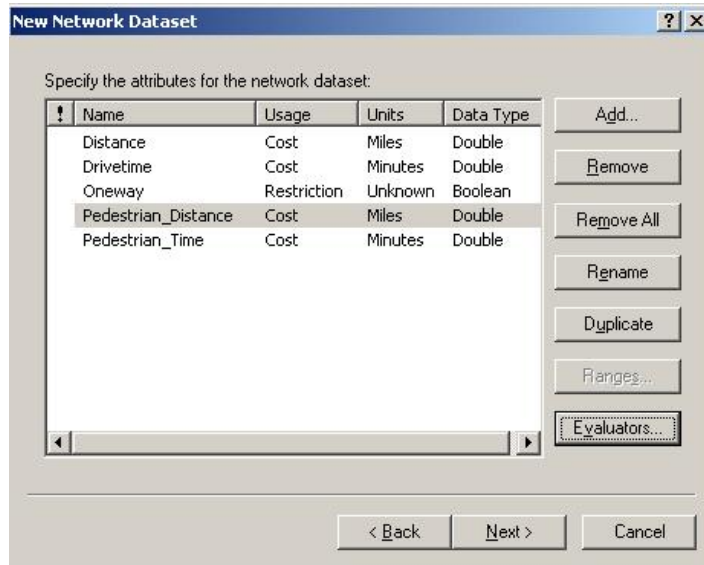 New Network Dataset
Specify the attributes for the network dataset:
! Name Usage Units Data Type
Distance Cost Miles Double
Drivetime Cost Minutes Double
Oneway Restriction Unknown Boolean
Pedestrian_Distance Cost Miles Double
Pedestrian_Time Cost Minutes Double
Add...
Remove
Remove All
Rename
Duplicate
Ranges...
Evaluators...
< Back
Next >
Cancel